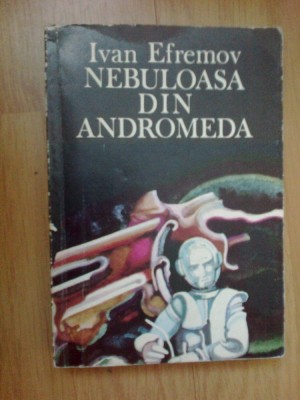 Ivan Efremov
NEBULOASA
DIN
ANDROMEDA